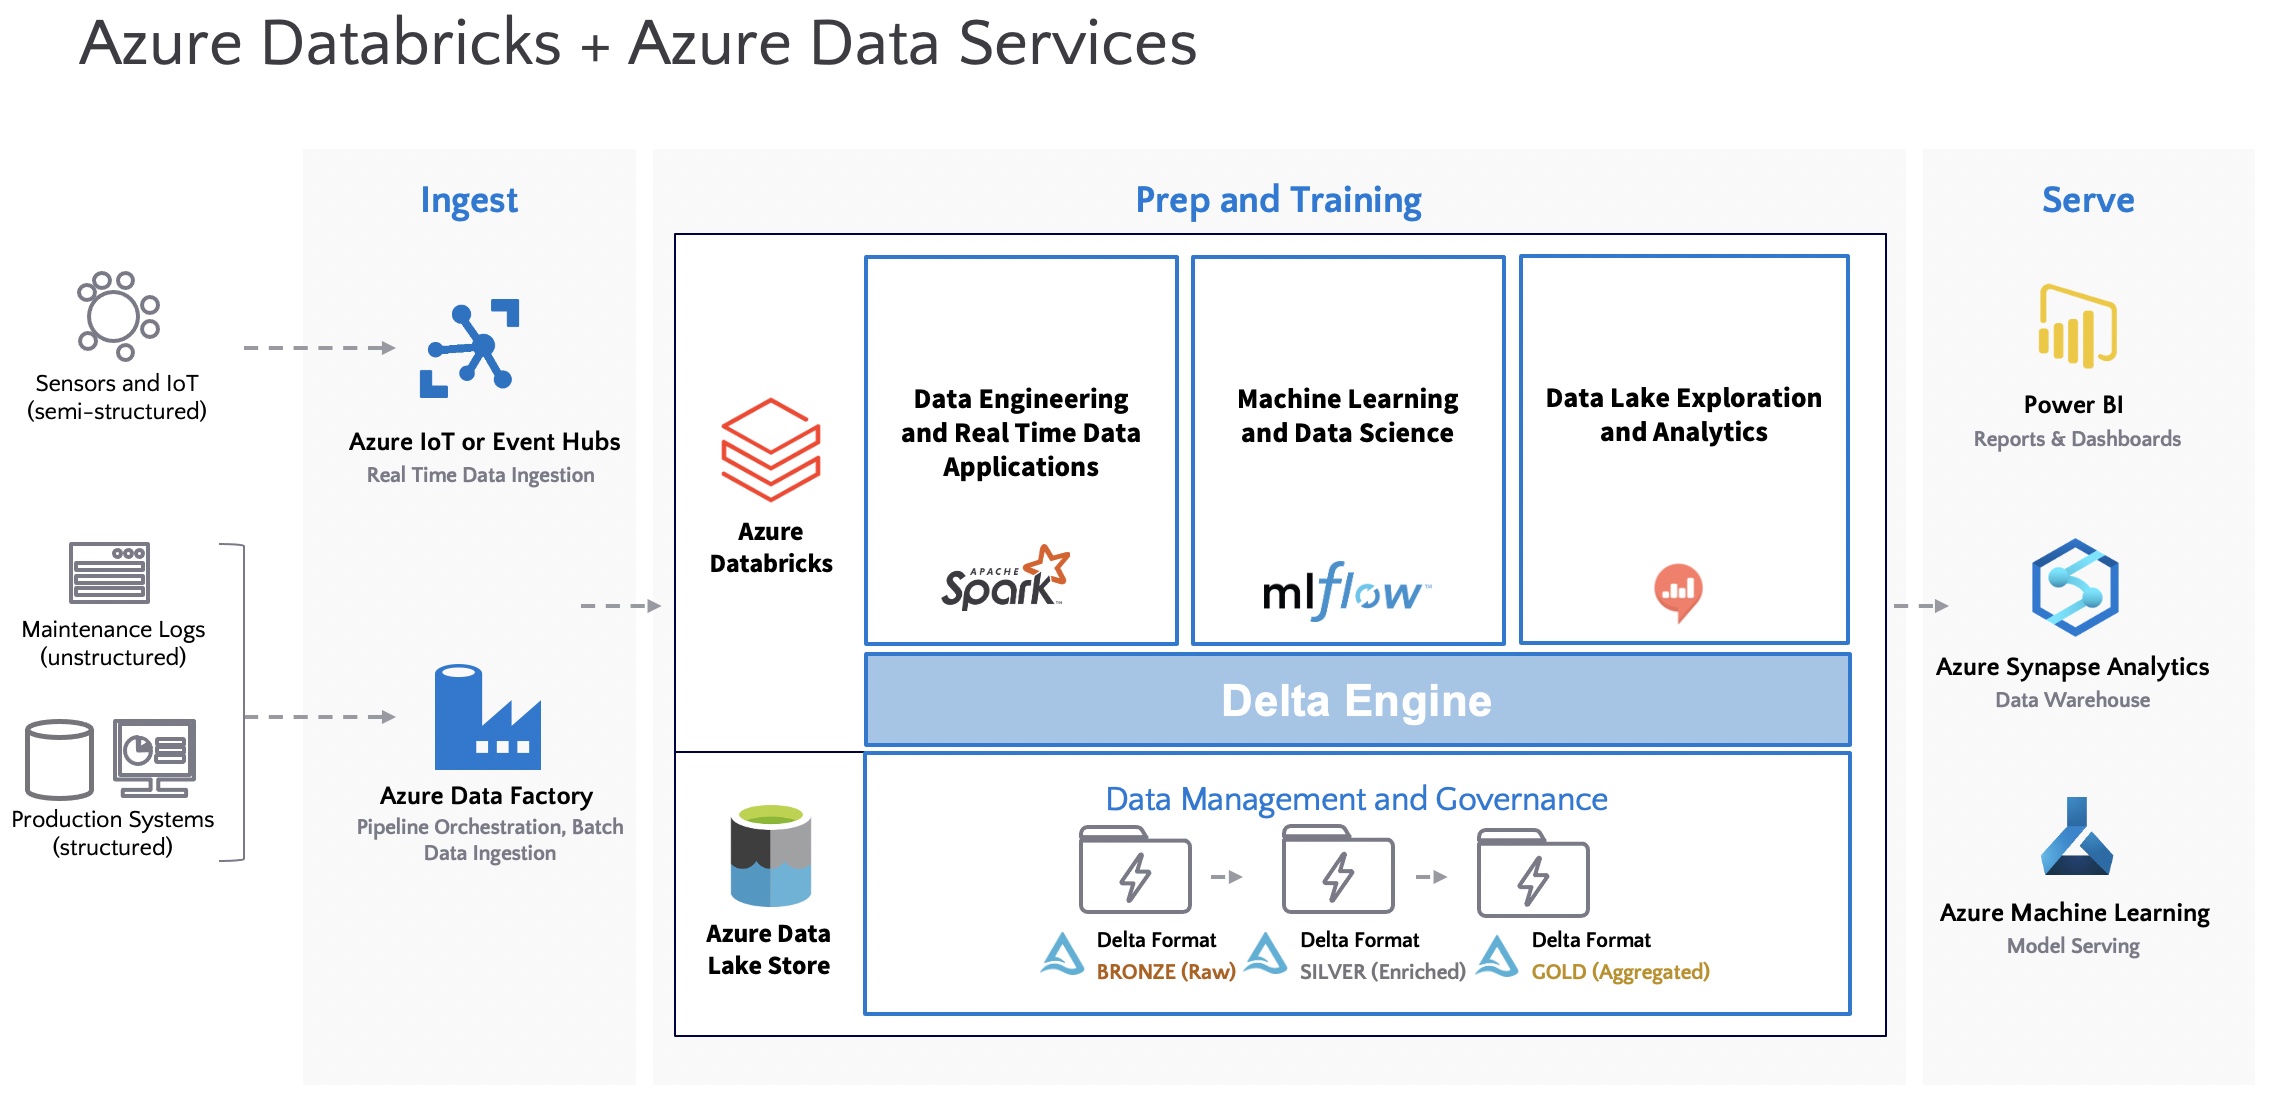 Azure Databricks + Azure Data Services
Ingest
Prep and Training
Serve
Sensors and IoT
(semi-structured)
Maintenance Logs
(unstructured)
Production Systems
(structured)
Azure IoT or Event Hubs
Real Time Data Ingestion
Azure Data Factory
Pipeline Orchestration, Batch
Data Ingestion
Azure
Databricks
Data Engineering
and Real Time Data
Applications
APACHE
Spark™
Machine Learning
and Data Science
mlflow™
Data Lake Exploration
and Analytics
Delta Engine
Azure Data
Lake Store
Data Management and Governance
Delta Format
BRONZE (Raw)
Delta Format
SILVER (Enriched)
Delta Format
GOLD (Aggregated)
Power BI
Reports & Dashboards
Azure Synapse Analytics
Data Warehouse
Azure Machine Learning
Model Serving